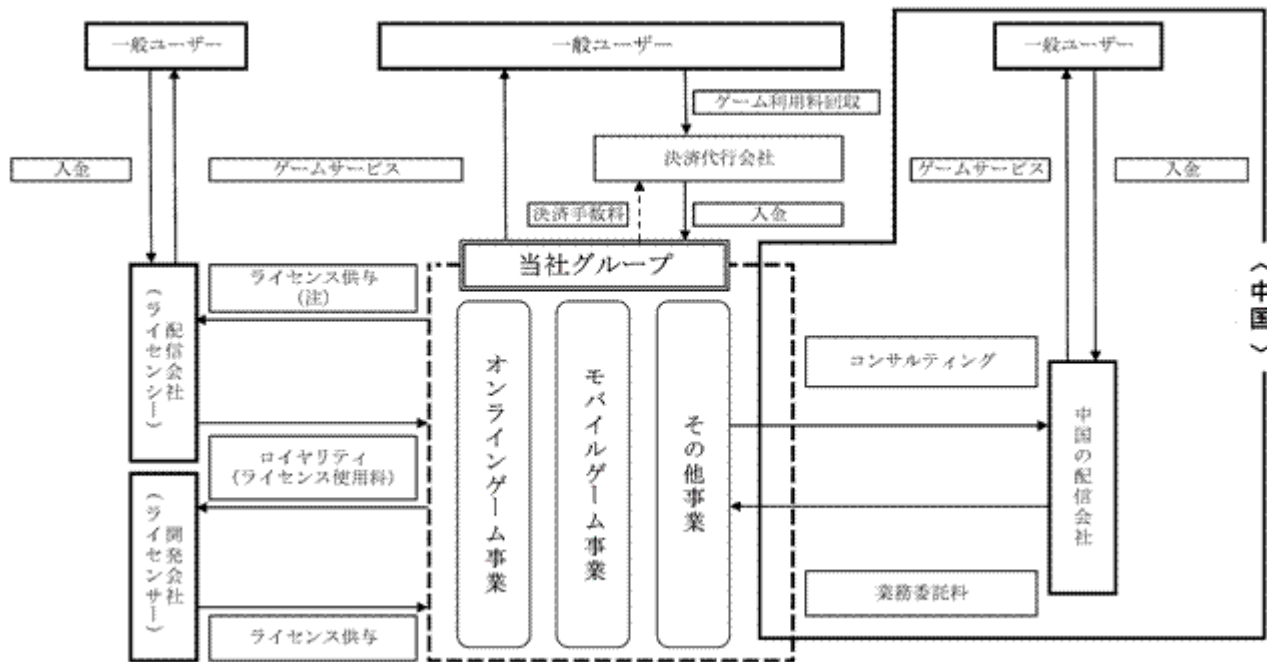 一般ユーザー
一般ユーザー
一般ユーザー
ゲーム利用料回収
決済代行会社
入金
ゲームサービス
ゲームサービス
入金
決済手数料
入金
当社グループ
〈中国〉
ライセンス供与
(注)
配信会社
(ライセンシー)
オンラインゲーム事業
モバイルゲーム事業
その他事業
コンサルティング
中国の配信会社
ロイヤリティ
(ライセンス使用料)
開発会社
(ライセンサー)
業務委託料
ライセンス供与